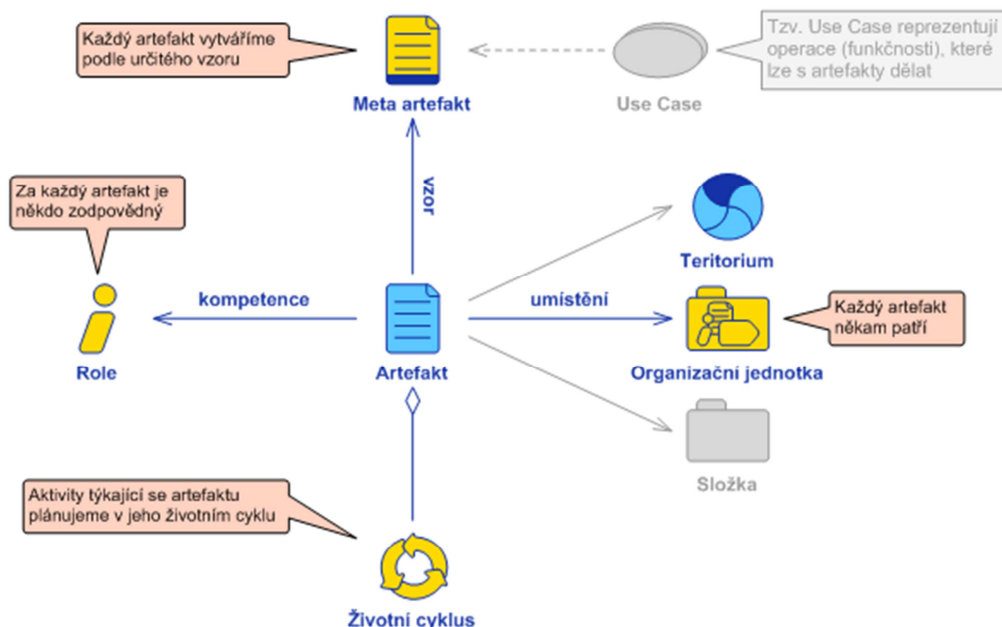 Každý artefakt vytváříme
podle určitého vzoru
Tzv. Use Case reprezentují
operace (funkčnosti), které
lze s artefakty dělat
Meta artefakt
Use Case
vzor
Za každý artefakt je
někdo zodpovědný
Teritorium
kompetence
umístění
Každý artefakt
někam patří
Role
Artefakt
Organizační jednotka
Složka
Aktivity týkající se artefaktu
plánujeme v jeho životním cyklu
Životní cyklus